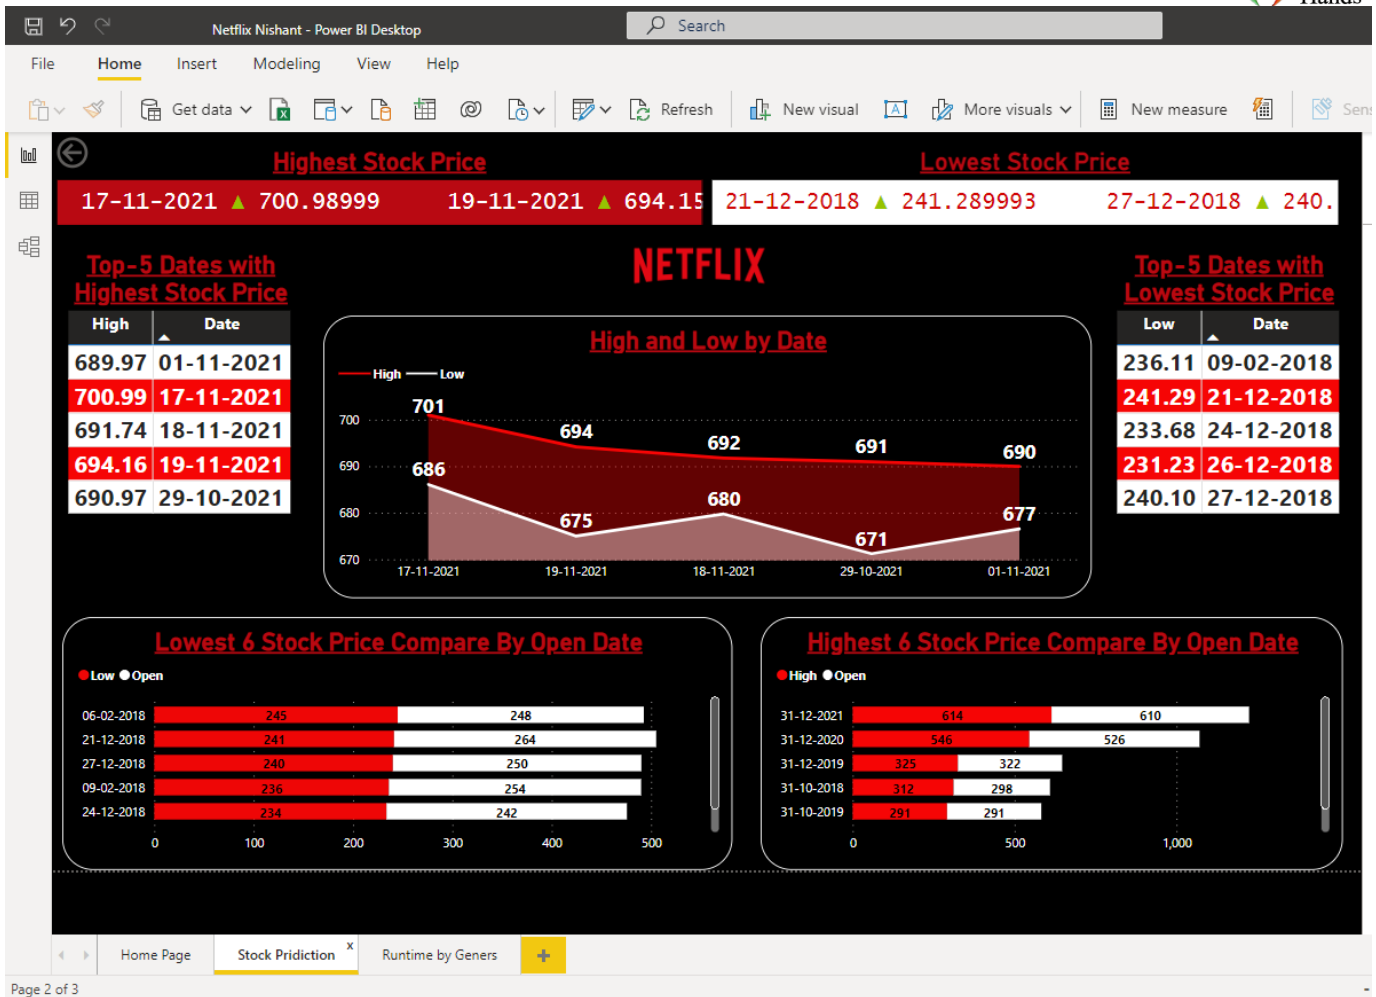 Hands
Netflix Nishant - Power BI Desktop
Search
File Home Insert Modeling View Help
Get data Refresh New visual A More visuals New measure Sens
Highest Stock Price
Lowest Stock Price
17-11-2021 ▲ 700.98999 19-11-2021 ▲ 694.15
21-12-2018 ▲ 241.289993 27-12-2018 ▲ 240.
NETFLIX
Top-5 Dates with
Highest Stock Price
High Date
689.97 01-11-2021
700.99 17-11-2021
691.74 18-11-2021
694.16 19-11-2021
690.97 29-10-2021
High and Low by Date
High Low
701 694 692 691 690
686 675 680 671 677
700
690
680
670
17-11-2021 19-11-2021 18-11-2021 29-10-2021 01-11-2021
Top-5 Dates with
Lowest Stock Price
Low Date
236.11 09-02-2018
241.29 21-12-2018
233.68 24-12-2018
231.23 26-12-2018
240.10 27-12-2018
Lowest 6 Stock Price Compare By Open Date
Low Open
06-02-2018 245 248
21-12-2018 241 264
27-12-2018 240 250
09-02-2018 236 254
24-12-2018 234 242
0 100 200 300 400 500
Highest 6 Stock Price Compare By Open Date
High Open
31-12-2021 614 610
31-12-2020 546 526
31-12-2019 325 322
31-10-2018 312 298
31-10-2019 291 291
0 500 1,000
Home Page Stock Pridiction x Runtime by Geners +
Page 2 of 3